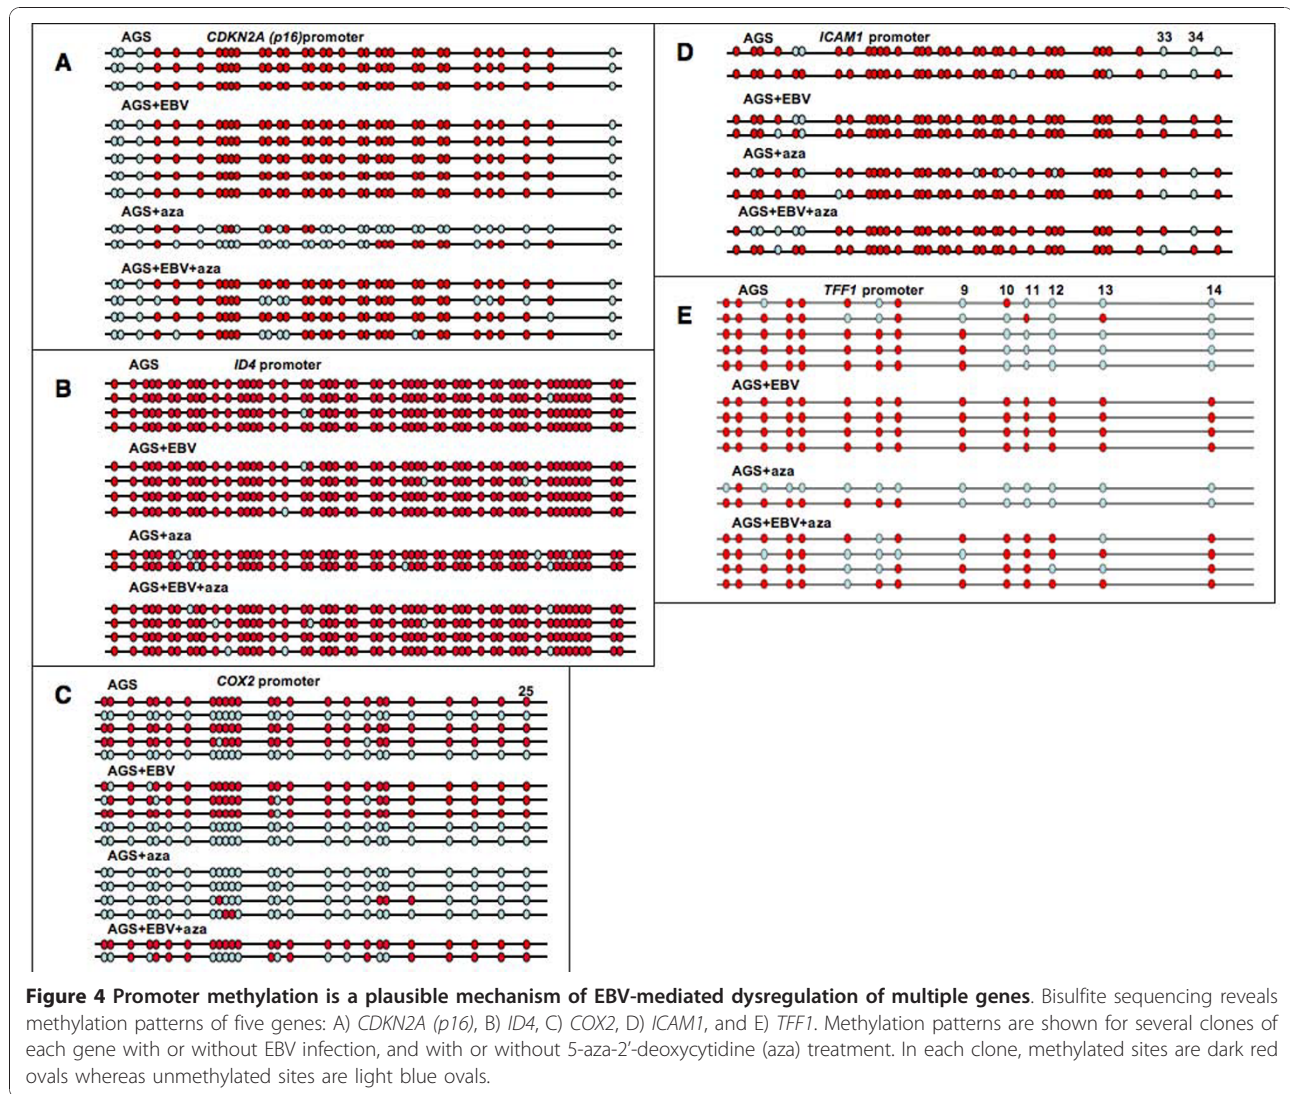 A
AGS CDKN2A (p16)promoter
AGS+EBV
AGS+aza
AGS+EBV+aza
B
AGS ID4 promoter
AGS+EBV
AGS+aza
AGS+EBV+aza
C
AGS COX2 promoter 25
AGS+EBV
AGS+aza
AGS+EBV+aza
D
AGS ICAM1 promoter 33 34
AGS+EBV
AGS+aza
AGS+EBV+aza
E
AGS TFF1 promoter 9 10 11 12 13 14
AGS+EBV
AGS+aza
AGS+EBV+aza
Figure 4 Promoter methylation is a plausible mechanism of EBV-mediated dysregulation of multiple genes. Bisulfite sequencing reveals
methylation patterns of five genes: A) CDKN2A (p16), B) ID4, C) COX2, D) ICAM1, and E) TFF1. Methylation patterns are shown for several clones of
each gene with or without EBV infection, and with or without 5-aza-2'-deoxycytidine (aza) treatment. In each clone, methylated sites are dark red
ovals whereas unmethylated sites are light blue ovals.